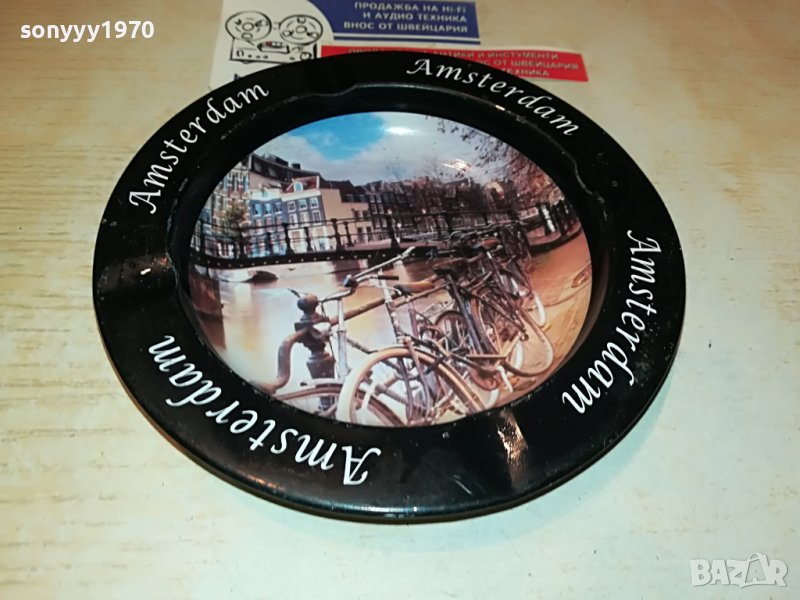 sonyyy1970
ПРОДАЖБА НА Hi-Fi
И АУДИО ТЕХНИКА
ВНОС ОТ ШВЕЙЦАРИЯ
Amsterdam
Amsterdam
Amsterdam
Amsterdam
BAZAR